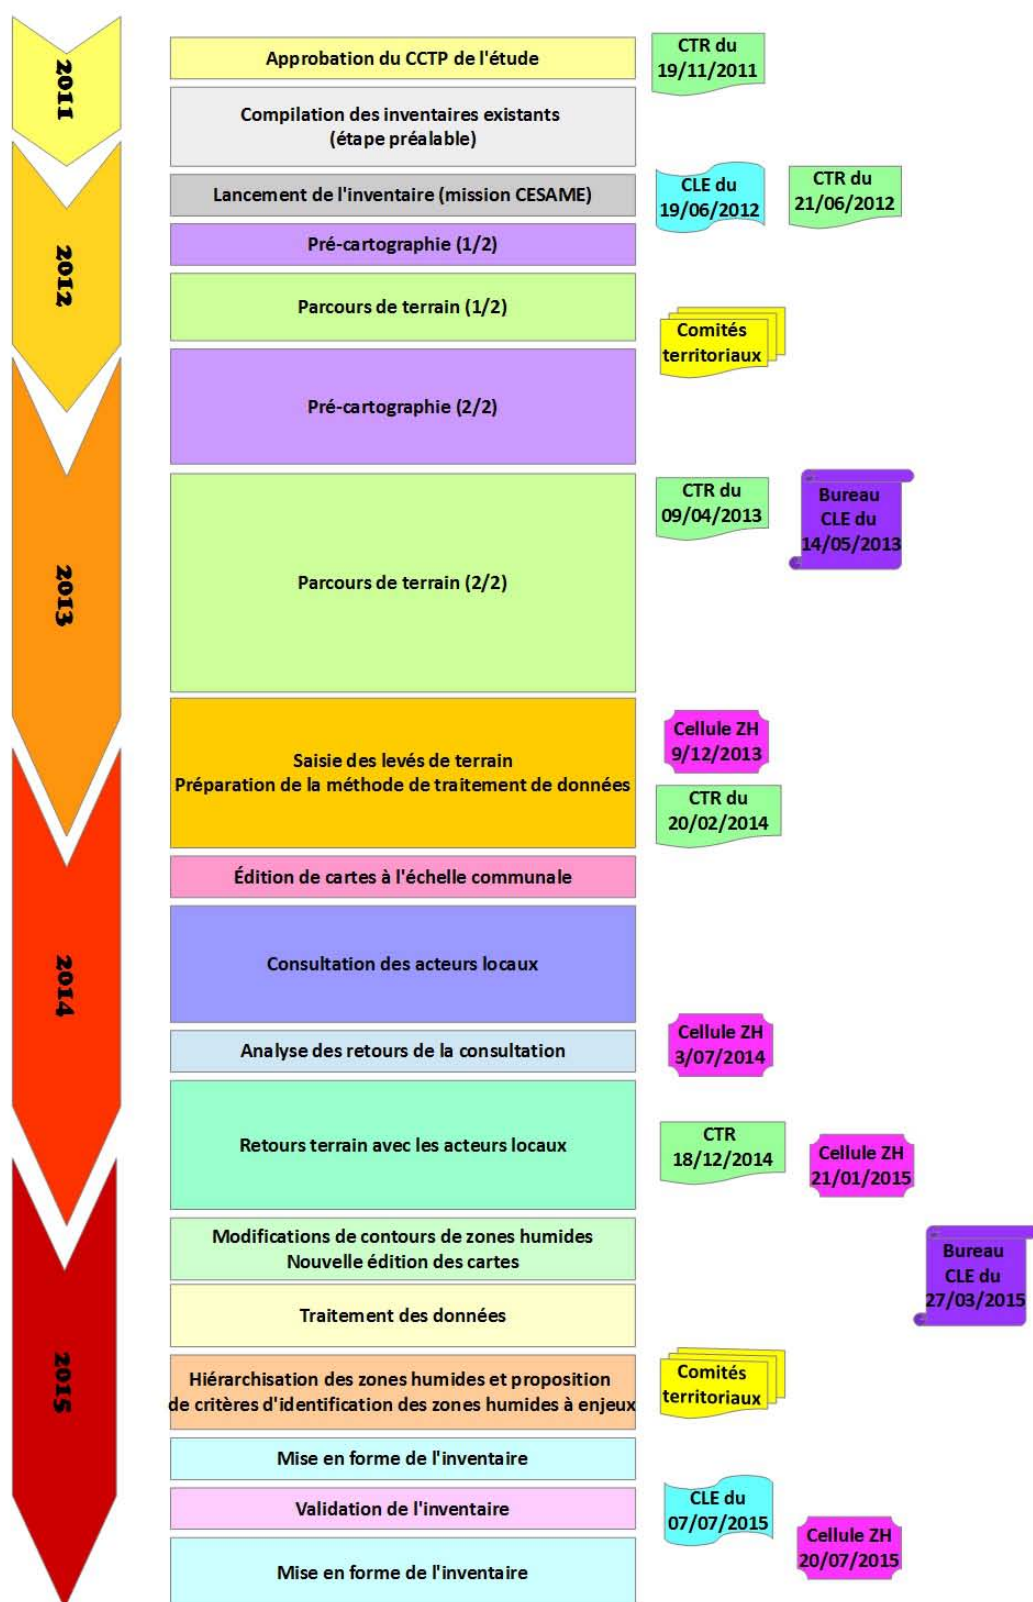 2011
Approbation du CCTP de l'étude
CTR du
19/11/2011
Compilation des inventaires existants
(étape préalable)
2012
Lancement de l'inventaire (mission CESAME)
CLE du
19/06/2012
CTR du
21/06/2012
Pré-cartographie (1/2)
Parcours de terrain (1/2)
Comités
territoriaux
Pré-cartographie (2/2)
2013
Parcours de terrain (2/2)
CTR du
09/04/2013
Bureau
CLE du
14/05/2013
Saisie des levés de terrain
Préparation de la méthode de traitement de données
Cellule ZH
9/12/2013
CTR du
20/02/2014
2014
Édition de cartes à l'échelle communale
Consultation des acteurs locaux
Analyse des retours de la consultation
Cellule ZH
3/07/2014
Retours terrain avec les acteurs locaux
CTR
18/12/2014
Cellule ZH
21/01/2015
2015
Modifications de contours de zones humides
Nouvelle édition des cartes
Bureau
CLE du
27/03/2015
Traitement des données
Hiérarchisation des zones humides et proposition
de critères d'identification des zones humides à enjeux
Comités
territoriaux
Mise en forme de l'inventaire
Validation de l'inventaire
CLE du
07/07/2015
Cellule ZH
20/07/2015
Mise en forme de l'inventaire